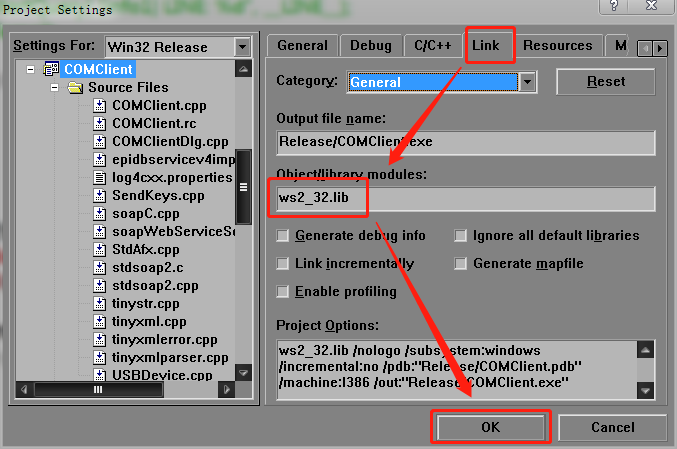 Project Settings
Settings For:
Win32 Release
COMClient
Source Files
COMClient.cpp
COMClient.rc
COMClientDlg.cpp
epidbservicev4imp
log4cxx.properties
SendKeys.cpp
soapC.cpp
soapWebServiceSe
StdAfx.cpp
stdsoap2.c
stdsoap2.cpp
tinystr.cpp
tinyxml.cpp
tinyxmlerror.cpp
tinyxmlparser.cpp
USBDevice.cpp
General
Debug
C/C++
Link
Resources
M
Category:
General
Reset
Output file name:
Release/COMClient.exe
Object/library modules:
ws2_32.lib
Generate debug info
Ignore all default libraries
Link incrementally
Generate mapfile
Enable profiling
Project Options:
ws2_32.lib /nologo /subsystem:windows
/incremental:no /pdb:"Release/COMClient.pdb"
/machine:I386 /out:"Release/COMClient.exe"
OK
Cancel